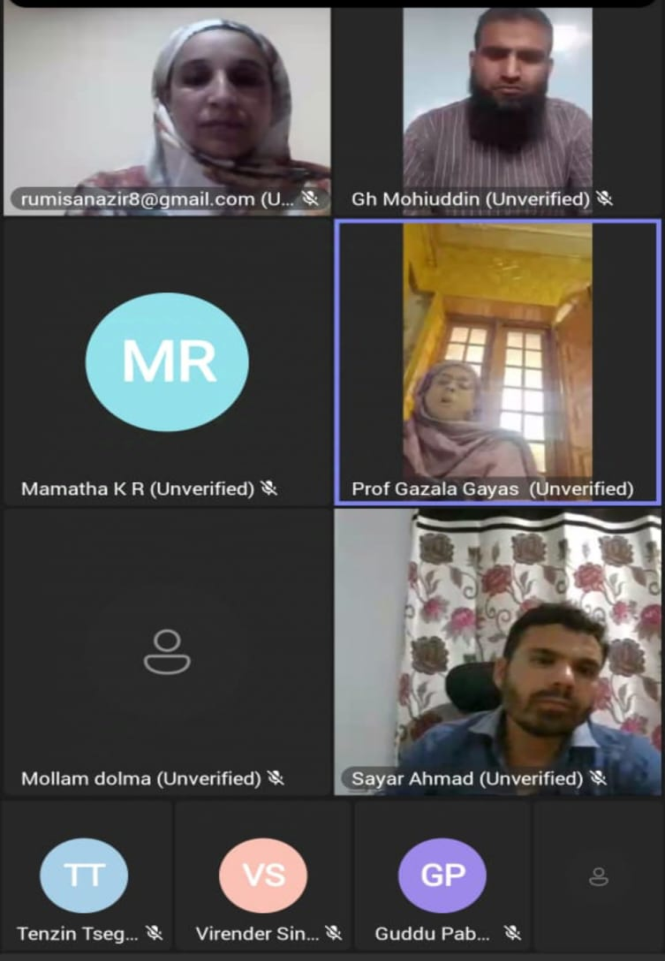 rumisanazir8@gmail.com (U...
Gh Mohiuddin (Unverified)
MR
Mamatha K R (Unverified)
Prof Gazala Gayas (Unverified)
Mollam dolma (Unverified)
Sayar Ahmad (Unverified)
TT
VS
GP
Tenzin Tseg...
Virender Sin...
Guddu Pab...